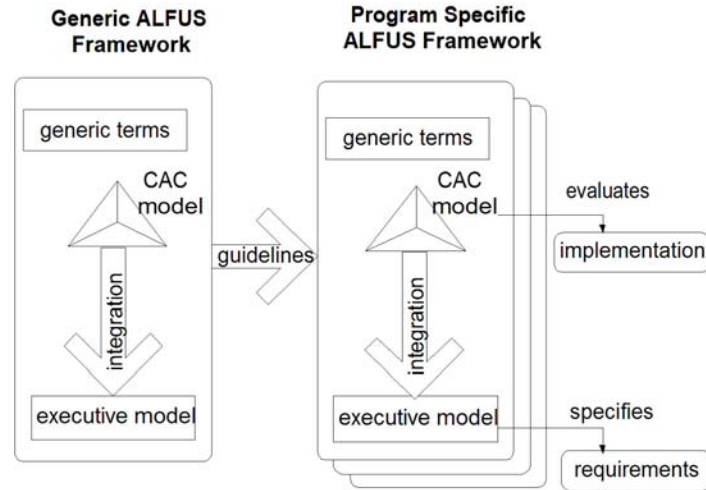 Generic ALFUS
Framework
Program Specific
ALFUS Framework
generic terms
CAC
model
integration
executive model
guidelines
generic terms
CAC
model
integration
executive model
evaluates
implementation
specifies
requirements